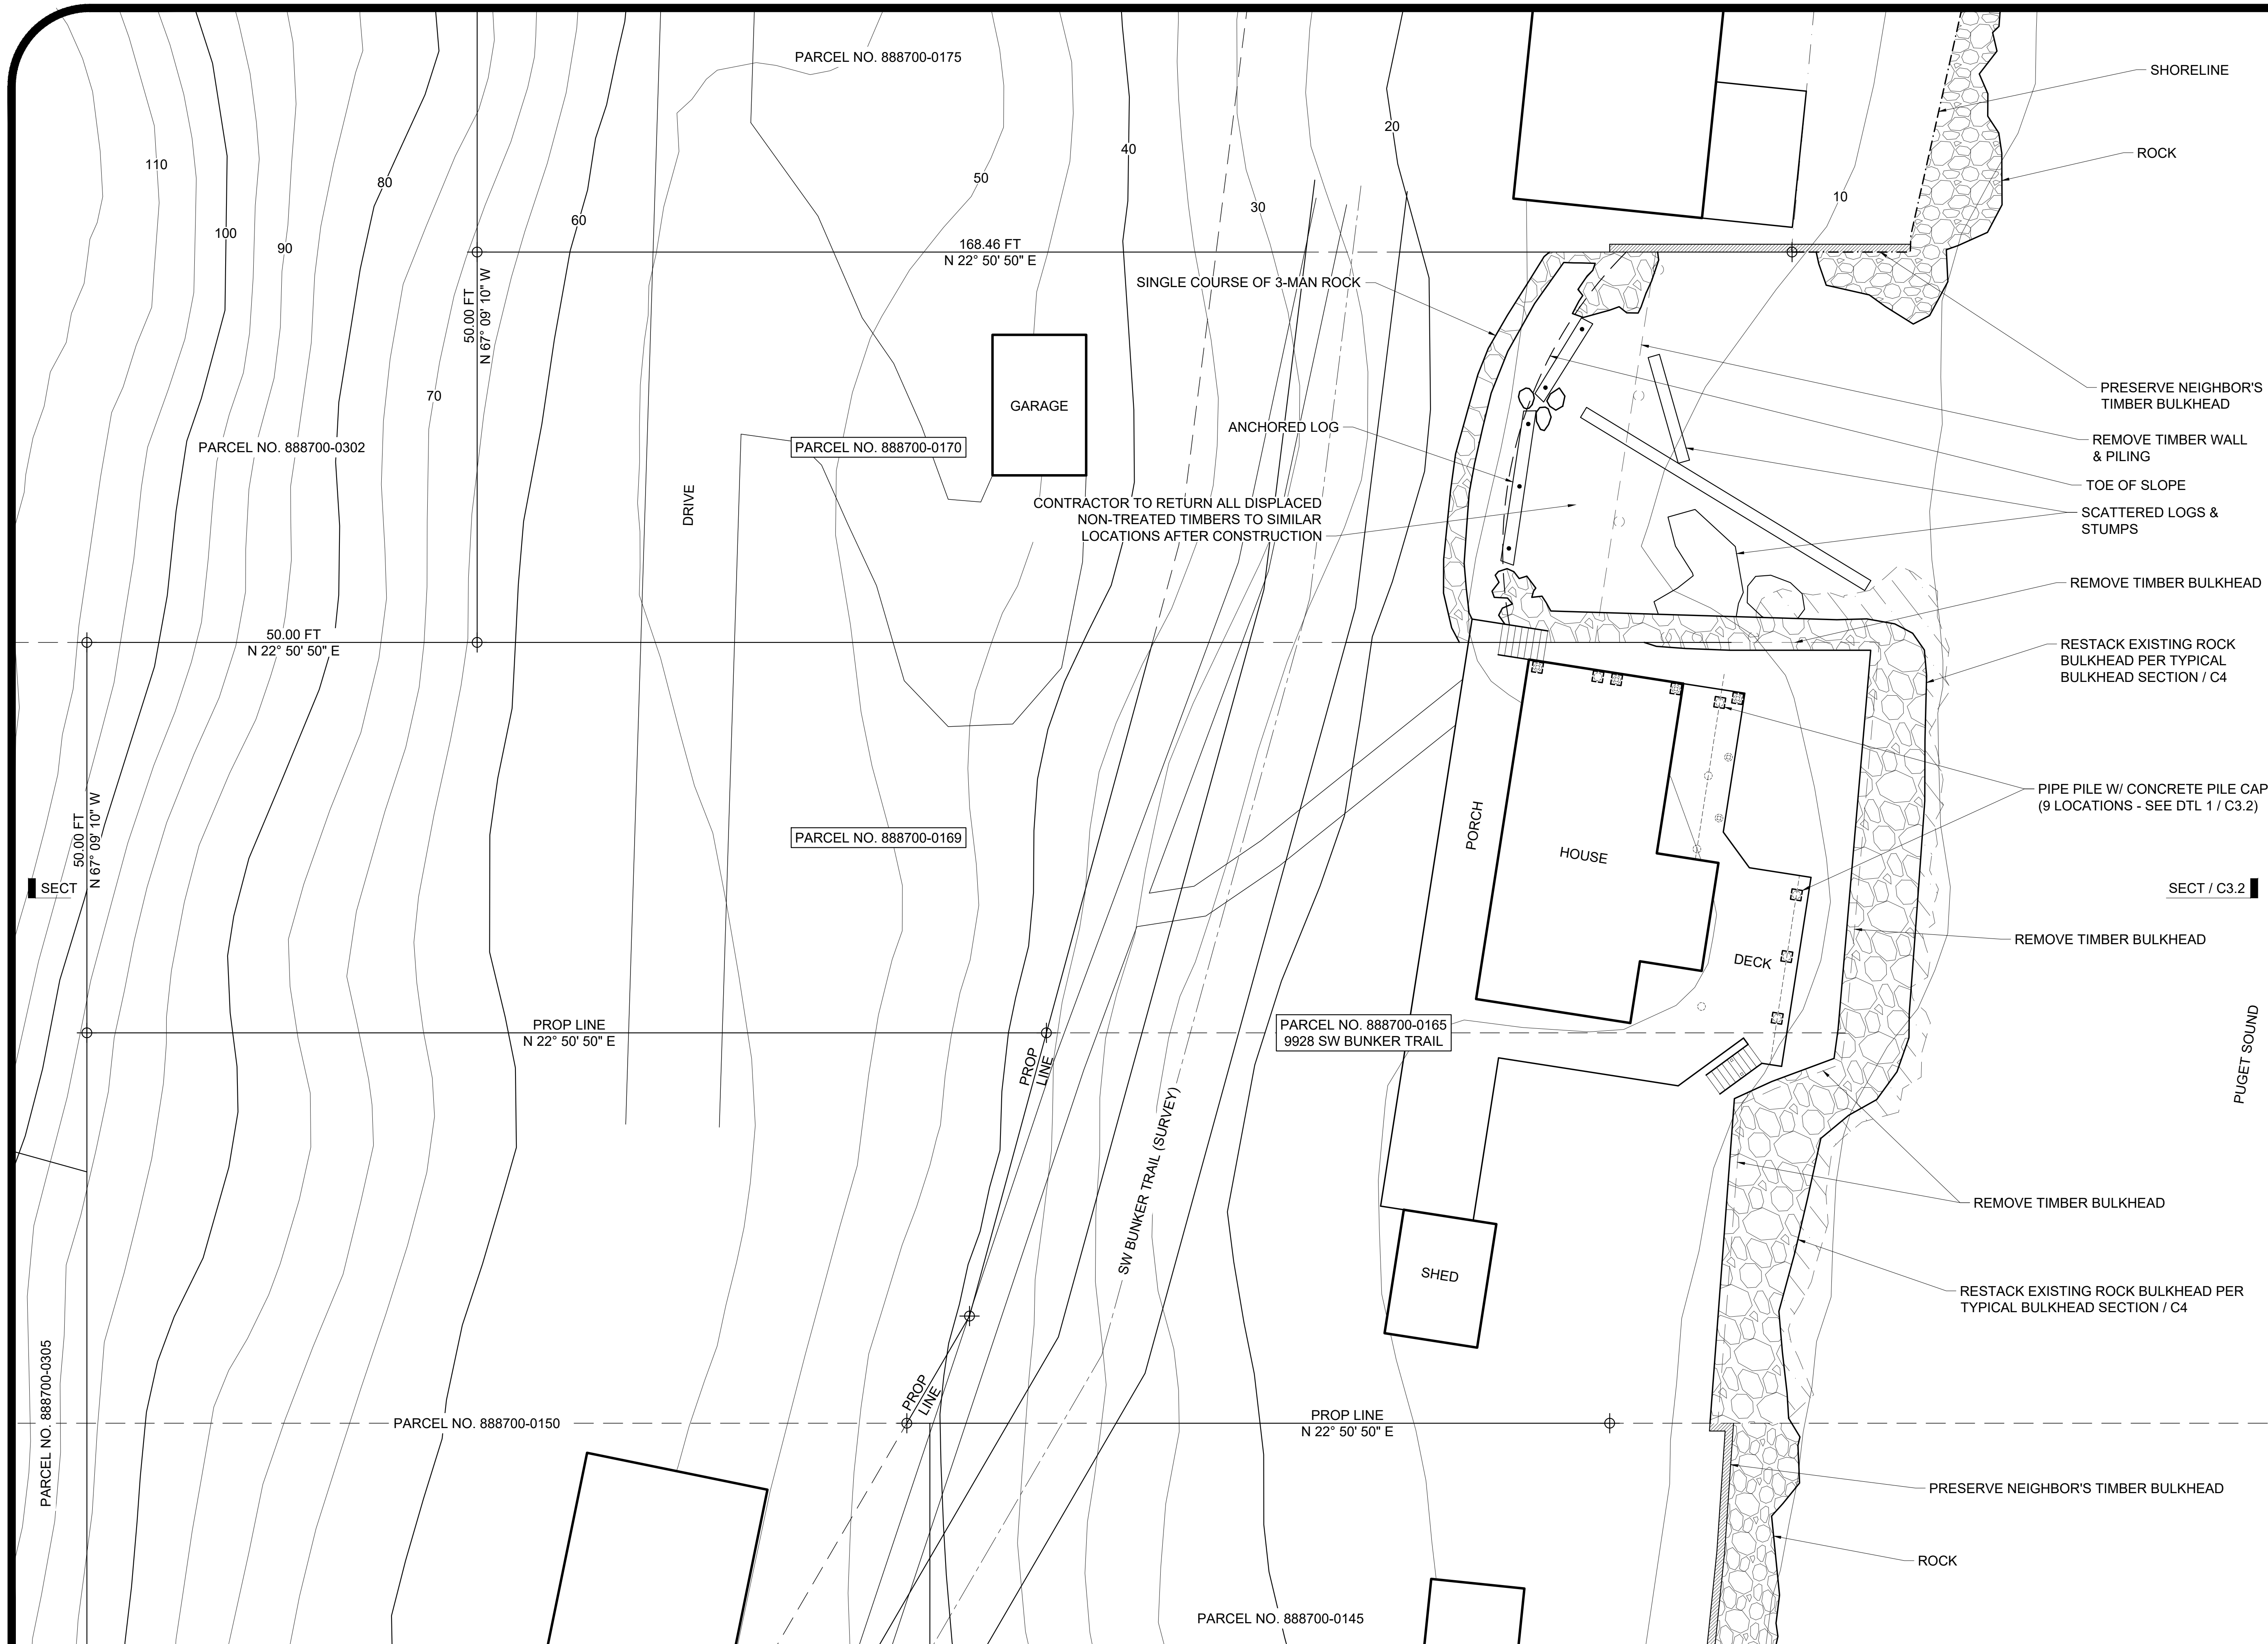 PARCEL NO. 888700-0175
SHORELINE
110
20
40
ROCK
80
50
10
30
60
100
90
168.46 FT
N 22° 50' 50" E
50.00 FT
N 67° 09' 10" W
SINGLE COURSE OF 3-MAN ROCK
PRESERVE NEIGHBOR'S
TIMBER BULKHEAD
70
GARAGE
ANCHORED LOG
REMOVE TIMBER WALL
& PILING
PARCEL NO. 888700-0302
PARCEL NO. 888700-0170
TOE OF SLOPE
DRIVE
CONTRACTOR TO RETURN ALL DISPLACED
NON-TREATED TIMBERS TO SIMILAR
LOCATIONS AFTER CONSTRUCTION
SCATTERED LOGS &
STUMPS
REMOVE TIMBER BULKHEAD
50.00 FT
N 22° 50' 50" E
RESTACK EXISTING ROCK
BULKHEAD PER TYPICAL
BULKHEAD SECTION / C4
50.00 FT
N 67° 09' 10" W
PIPE PILE W/ CONCRETE PILE CAP
(9 LOCATIONS - SEE DTL 1 / C3.2)
PARCEL NO. 888700-0169
PORCH
HOUSE
SECT
SECT / C3.2
REMOVE TIMBER BULKHEAD
DECK
PROP LINE
N 22° 50' 50" E
PARCEL NO. 888700-0165
9928 SW BUNKER TRAIL
PROP
LINE
PUGET SOUND
SW BUNKER TRAIL (SURVEY)
REMOVE TIMBER BULKHEAD
SHED
RESTACK EXISTING ROCK BULKHEAD PER
TYPICAL BULKHEAD SECTION / C4
PARCEL NO. 888700-0305
PROP
LINE
PARCEL NO. 888700-0150
PROP LINE
N 22° 50' 50" E
PRESERVE NEIGHBOR'S TIMBER BULKHEAD
ROCK
PARCEL NO. 888700-0145